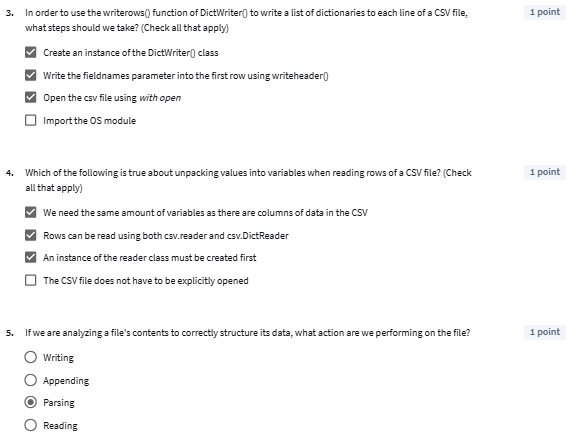 3. In order to use the writerows() function of DictWriter() to write a list of dictionaries to each line of a CSV file, 1 point
what steps should we take? (Check all that apply)
Create an instance of the DictWriter() class
Write the fieldnames parameter into the first row using writeheader()
Open the csv file using with open
Import the OS module
4. Which of the following is true about unpacking values into variables when reading rows of a CSV file? (Check 1 point
all that apply)
We need the same amount of variables as there are columns of data in the CSV
Rows can be read using both csv.reader and csv.DictReader
An instance of the reader class must be created first
The CSV file does not have to be explicitly opened
5. If we are analyzing a file's contents to correctly structure its data, what action are we performing on the file? 1 point
Writing
Appending
Parsing
Reading